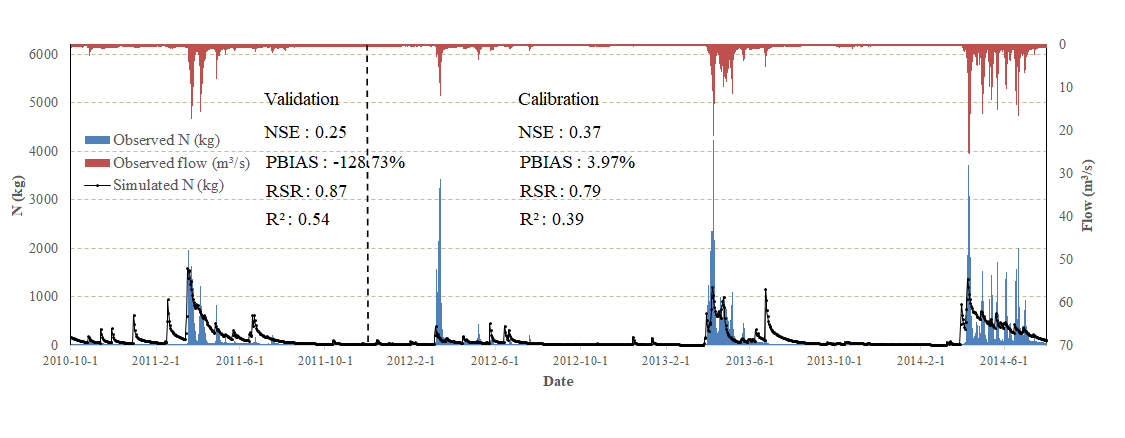 6000
5000
4000
3000
2000
1000
0
N (kg)
0
10
20
30
40
50
60
70
Flow (m³/s)
Validation
NSE : 0.25
PBIAS : -128.73%
RSR : 0.87
R² : 0.54
Calibration
NSE : 0.37
PBIAS : 3.97%
RSR : 0.79
R² : 0.39
Observed N (kg)
Observed flow (m³/s)
Simulated N (kg)
2010-10-1 2011-2-1 2011-6-1 2011-10-1 2012-2-1 2012-6-1 2012-10-1 2013-2-1 2013-6-1 2013-10-1 2014-2-1 2014-6-1
Date